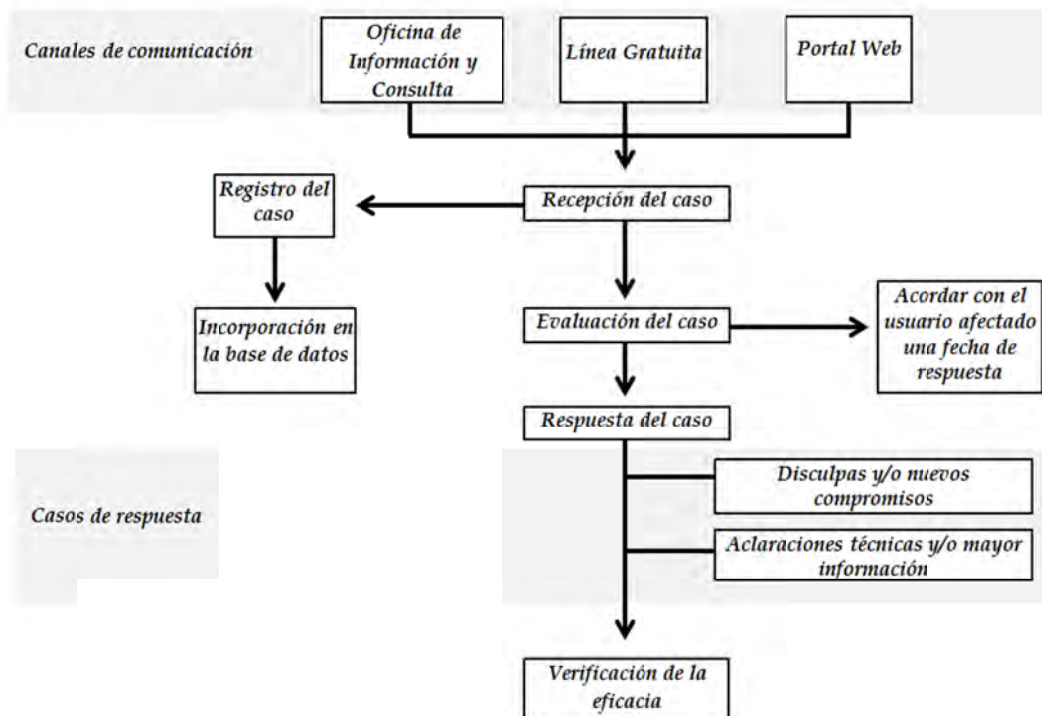 Canales de comunicación
Oficina de
Información y
Consulta
Línea Gratuita
Portal Web
Registro del
caso
Recepción del caso
Incorporación en
la base de datos
Evaluación del caso
Acordar con el
usuario afectado
una fecha de
respuesta
Respuesta del caso
Casos de respuesta
Disculpas y/o nuevos
compromisos
Aclaraciones técnicas y/o mayor
información
Verificación de la
eficacia